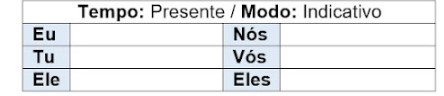 Tempo: Presente / Modo: Indicativo
Eu Nós
Tu Vós
Ele Eles